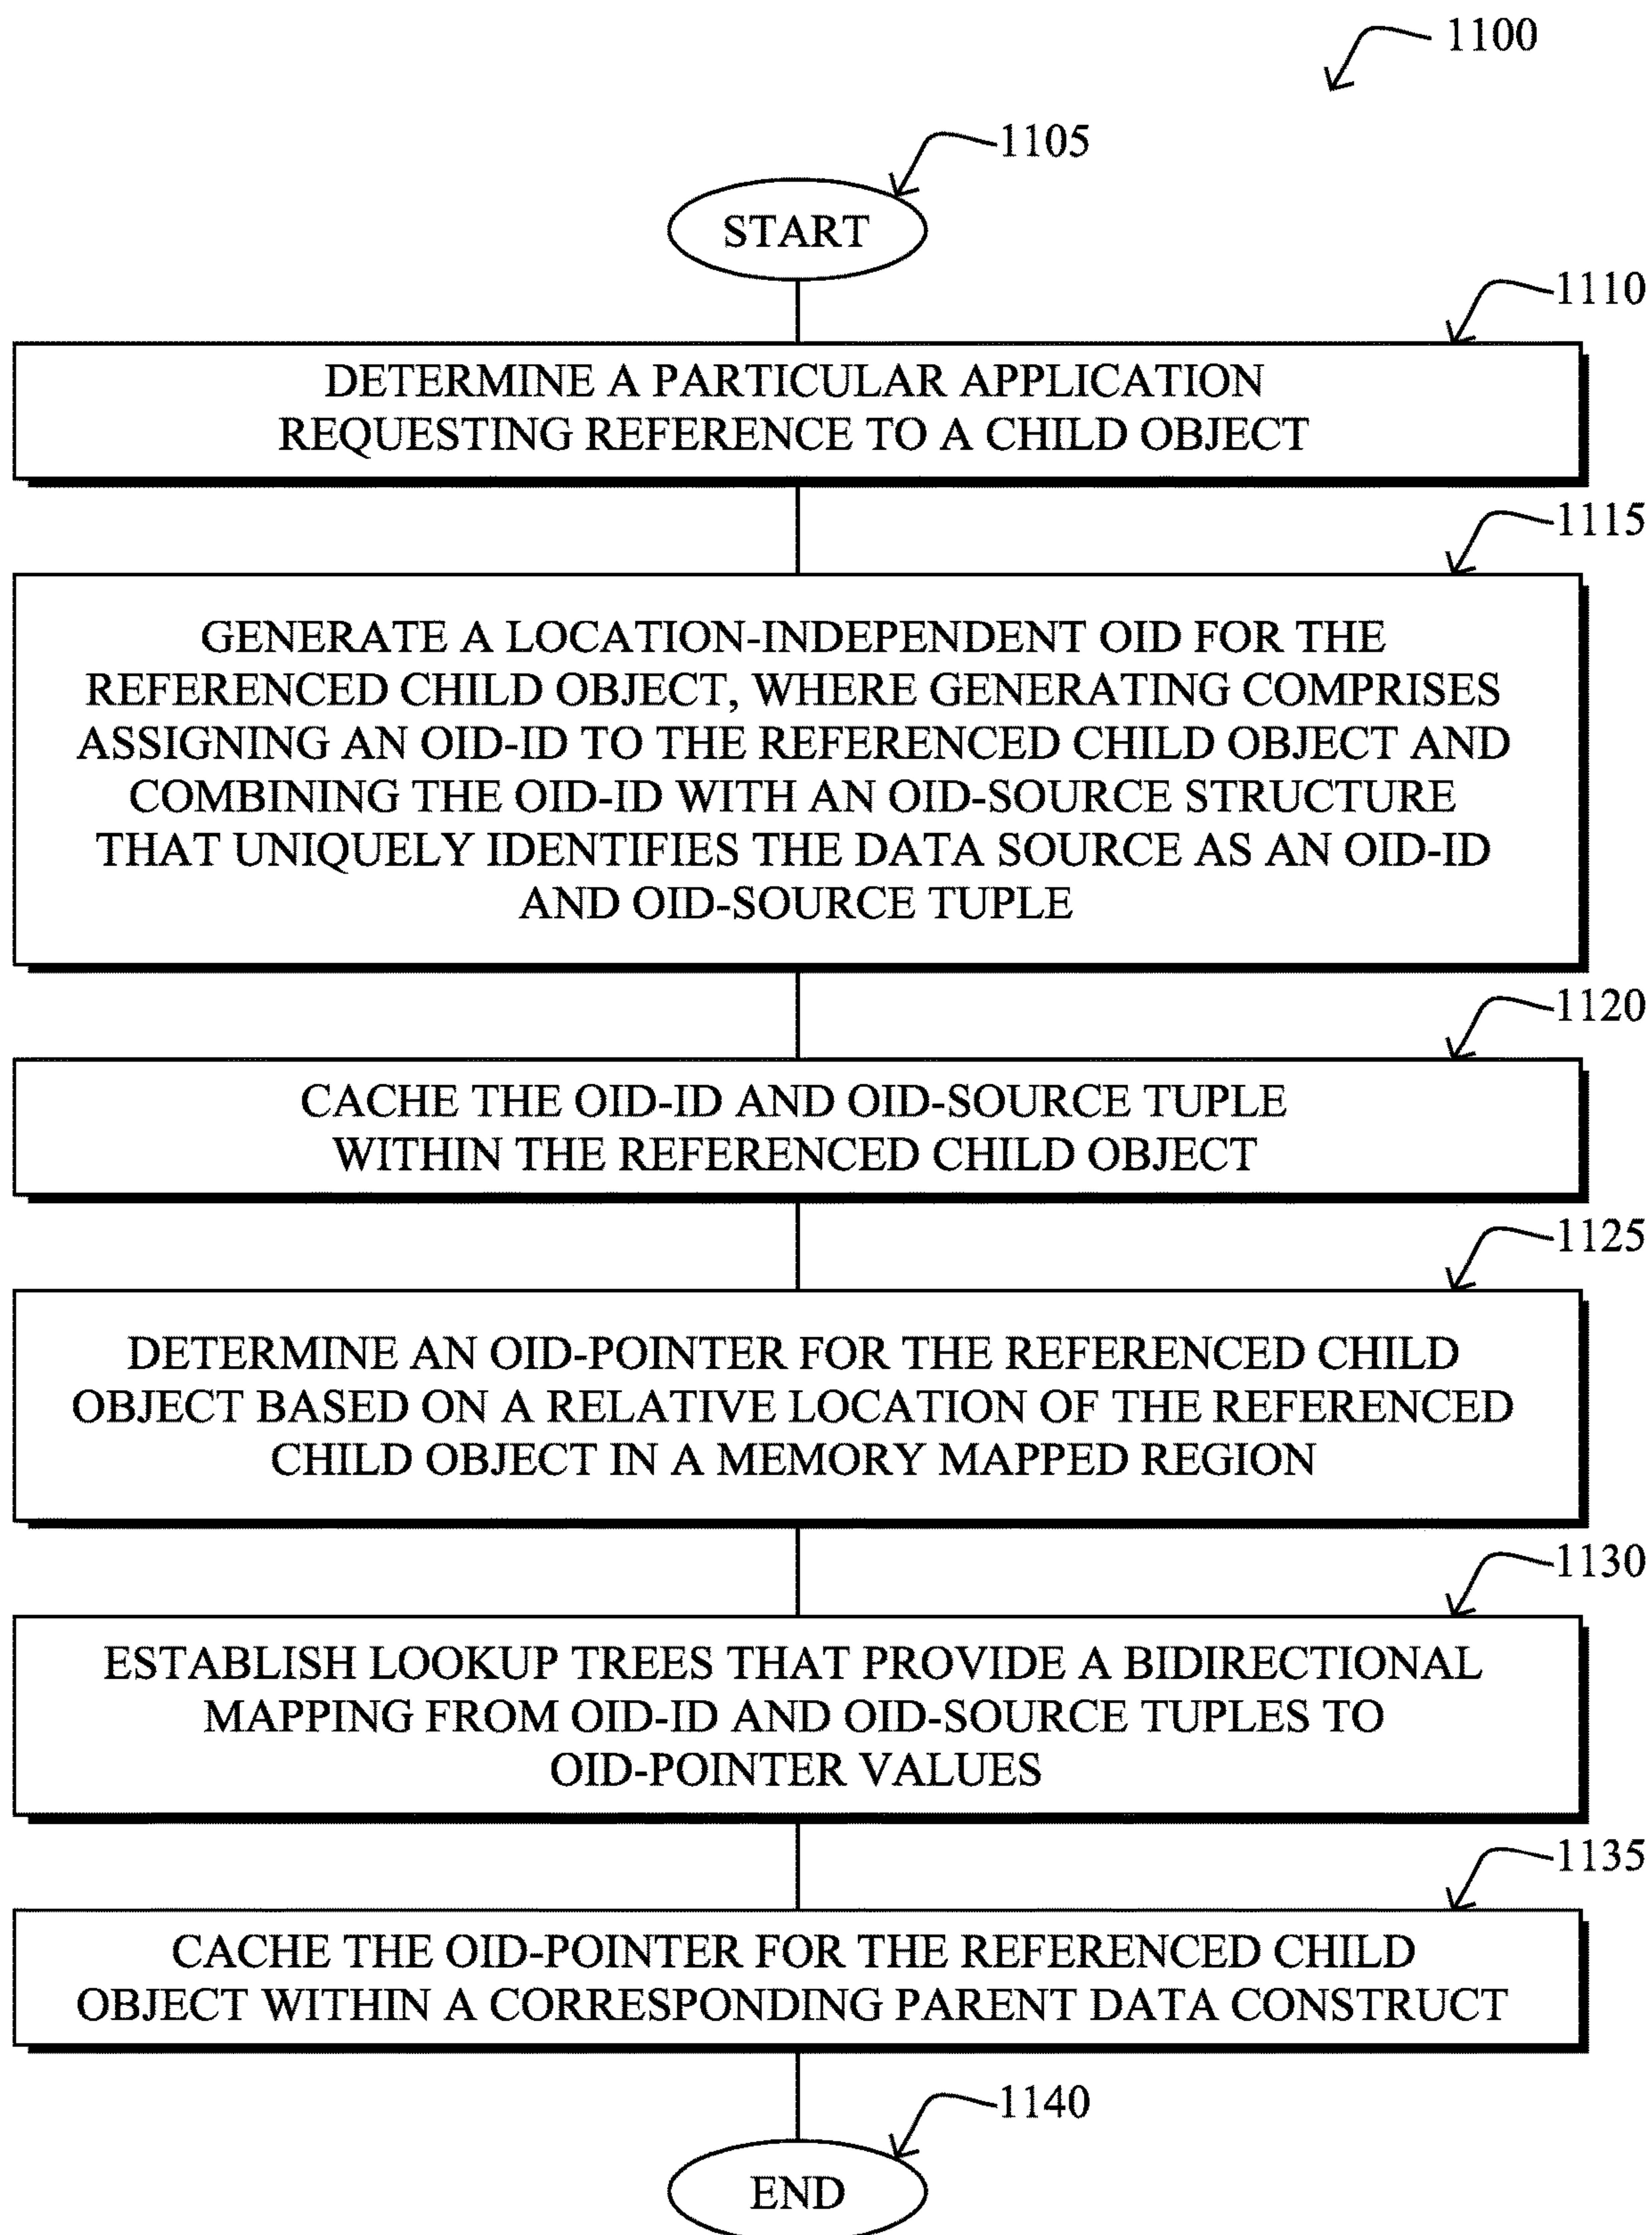 1100
1105
START
1110
DETERMINE A PARTICULAR APPLICATION
REQUESTING REFERENCE TO A CHILD OBJECT
1115
GENERATE A LOCATION-INDEPENDENT OID FOR THE
REFERENCED CHILD OBJECT, WHERE GENERATING COMPRISES
ASSIGNING AN OID-ID TO THE REFERENCED CHILD OBJECT AND
COMBINING THE OID-ID WITH AN OID-SOURCE STRUCTURE
THAT UNIQUELY IDENTIFIES THE DATA SOURCE AS AN OID-ID
AND OID-SOURCE TUPLE
1120
CACHE THE OID-ID AND OID-SOURCE TUPLE
WITHIN THE REFERENCED CHILD OBJECT
1125
DETERMINE AN OID-POINTER FOR THE REFERENCED CHILD
OBJECT BASED ON A RELATIVE LOCATION OF THE REFERENCED
CHILD OBJECT IN A MEMORY MAPPED REGION
1130
ESTABLISH LOOKUP TREES THAT PROVIDE A BIDIRECTIONAL
MAPPING FROM OID-ID AND OID-SOURCE TUPLES TO
OID-POINTER VALUES
1135
CACHE THE OID-POINTER FOR THE REFERENCED CHILD
OBJECT WITHIN A CORRESPONDING PARENT DATA CONSTRUCT
1140
END